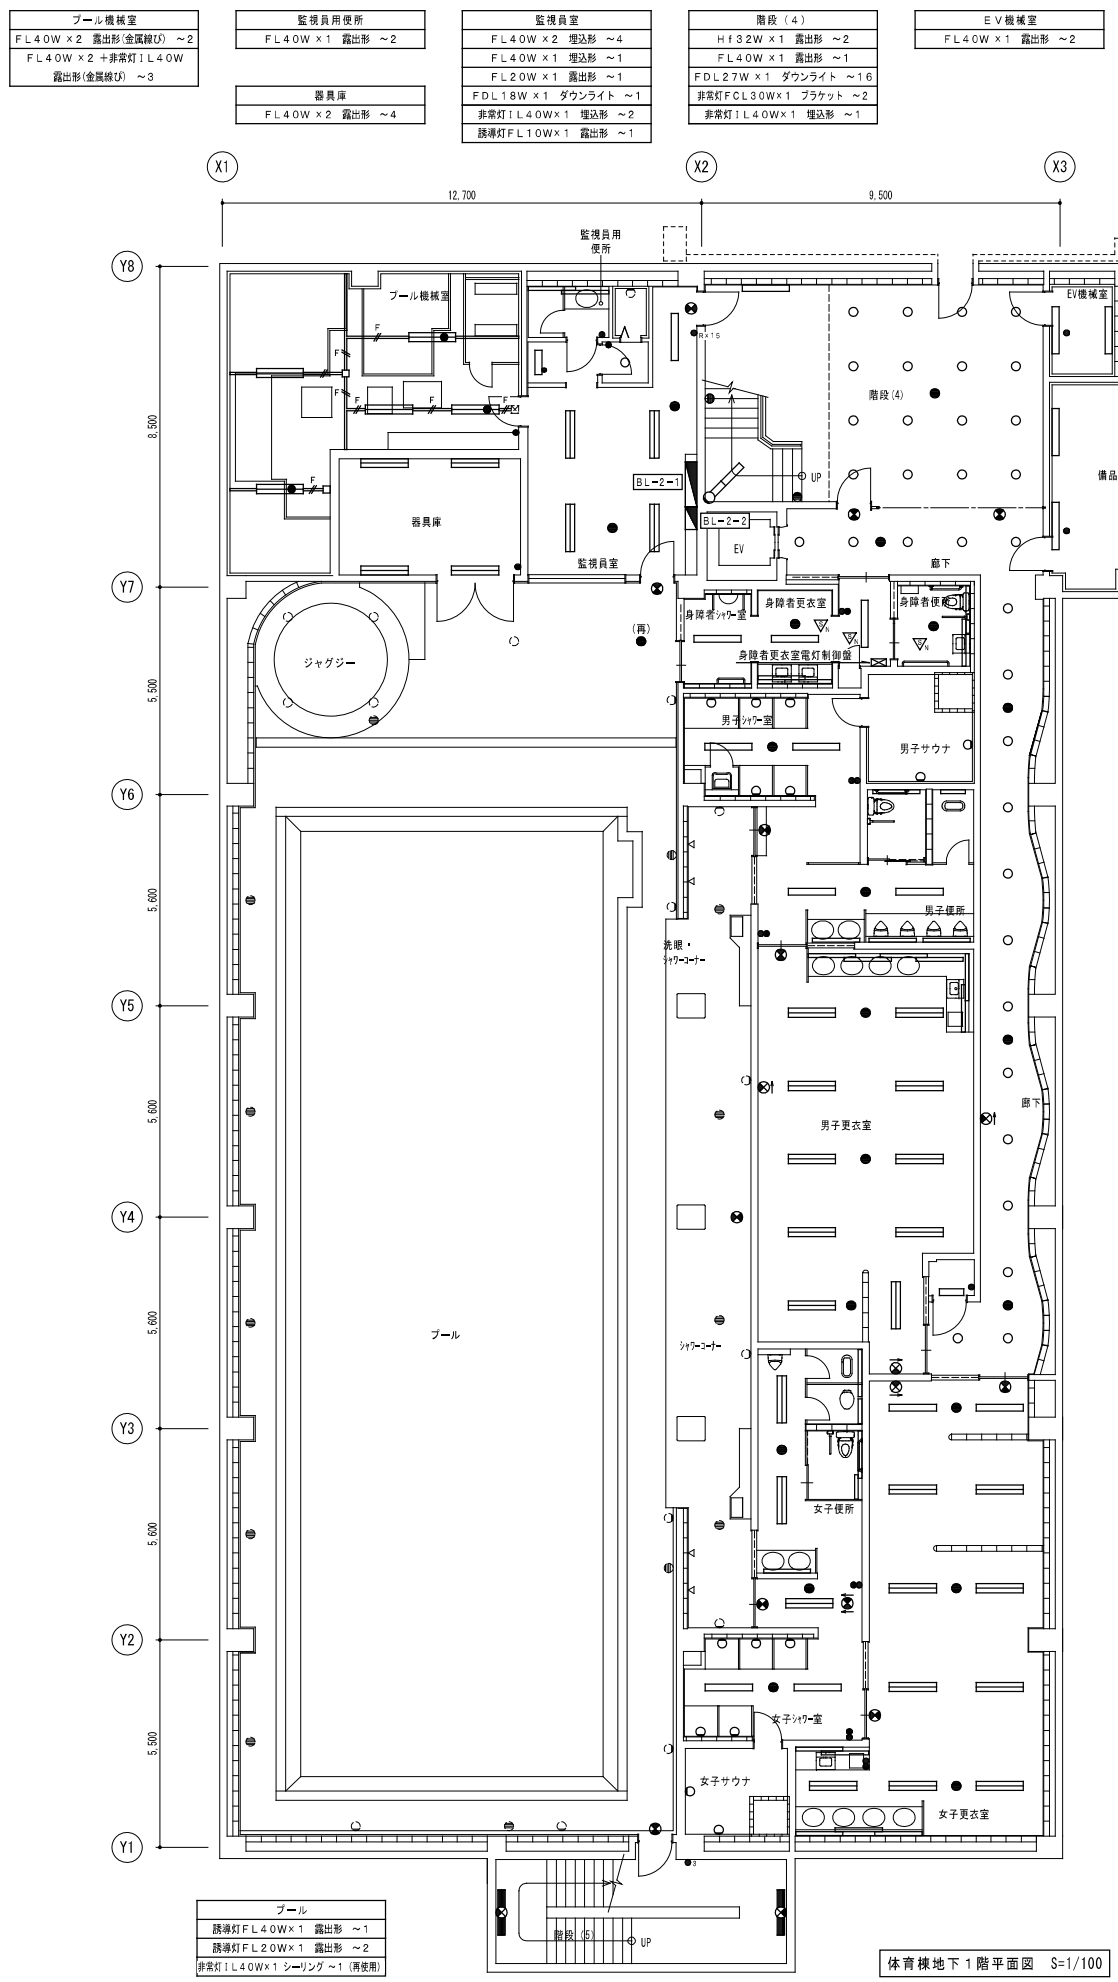 プール機械室
FL40W×2 露出形(金属線ぴ) ～2
FL40W×2 +非常灯IL40W
露出形(金属線ぴ) ～3
監視員用便所
FL40W×1 露出形 ～2
器具庫
FL40W×2 露出形 ～4
監視員室
FL40W×2 埋込形 ～4
FL40W×1 埋込形 ～1
FL20W×1 露出形 ～1
FDL18W×1 ダウンライト ～1
非常灯IL40W×1 埋込形 ～2
誘導灯FL10W×1 露出形 ～1
階段(4)
Hf32W×1 露出形 ～2
FL40W×1 露出形 ～1
FDL27W×1 ダウンライト ～16
非常灯FCL30W×1 ブラケット ～2
非常灯IL40W×1 埋込形 ～1
EV機械室
FL40W×1 露出形 ～2
X1
X2
X3
12,700
9,500
監視員用
便所
Y8
プール機械室
EV機械室
F
F
R×15
F
階段(4)
F
F
F
8,500
UP
備品
F
BL-2-1
器具庫
BL-2-2
EV
監視員室
廊下
Y7
身障者シャワー室
身障者更衣室
身障者便所
(再)
S
N
S
N
身障者更衣室電灯制御盤
ジャグジー
5,500
男子シャワー室
男子サウナ
Y6
5,600
男子便所
洗眼・
シャワーコーナー
Y5
5,600
廊下
男子更衣室
Y4
5,600
プール
シャワーコーナー
Y3
女子便所
5,600
Y2
女子シャワー室
5,500
女子サウナ
女子更衣室
Y1
3
プール
誘導灯FL40W×1 露出形 ～1
誘導灯FL20W×1 露出形 ～2
非常灯IL40W×1 シーリング ～1 (再使用)
階段(5)
UP
体育棟地下1階平面図 S=1/100